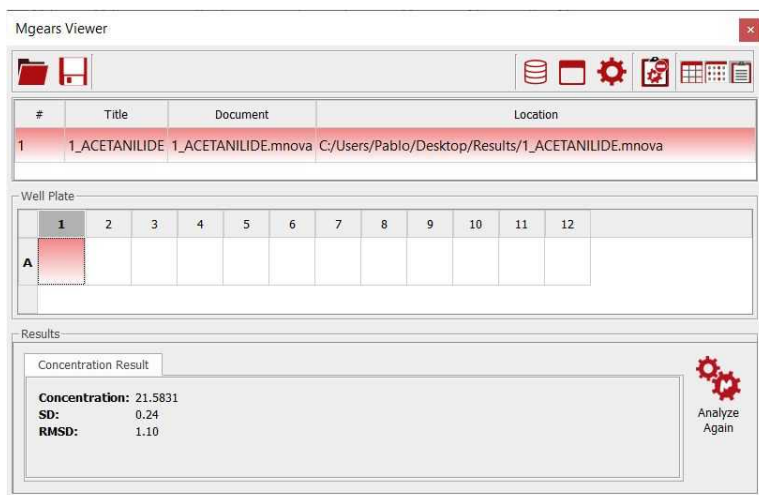 Mgears Viewer
# Title Document Location
1 1_ACETANILIDE 1_ACETANILIDE.mnova C:/Users/Pablo/Desktop/Results/1_ACETANILIDE.mnova
Well Plate
1 2 3 4 5 6 7 8 9 10 11 12
A
Results
Concentration Result
Concentration: 21.5831
SD: 0.24
RMSD: 1.10
Analyze
Again